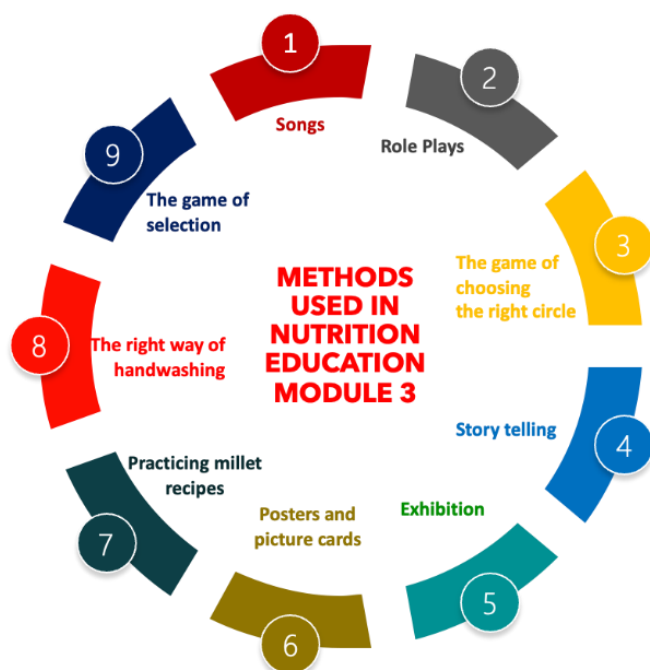 1
Songs
2
Role Plays
3
The game of
choosing
the right circle
4
Story telling
5
Exhibition
6
Posters and
picture cards
7
Practicing millet
recipes
8
The right way of
handwashing
9
The game of
selection
METHODS
USED IN
NUTRITION
EDUCATION
MODULE 3